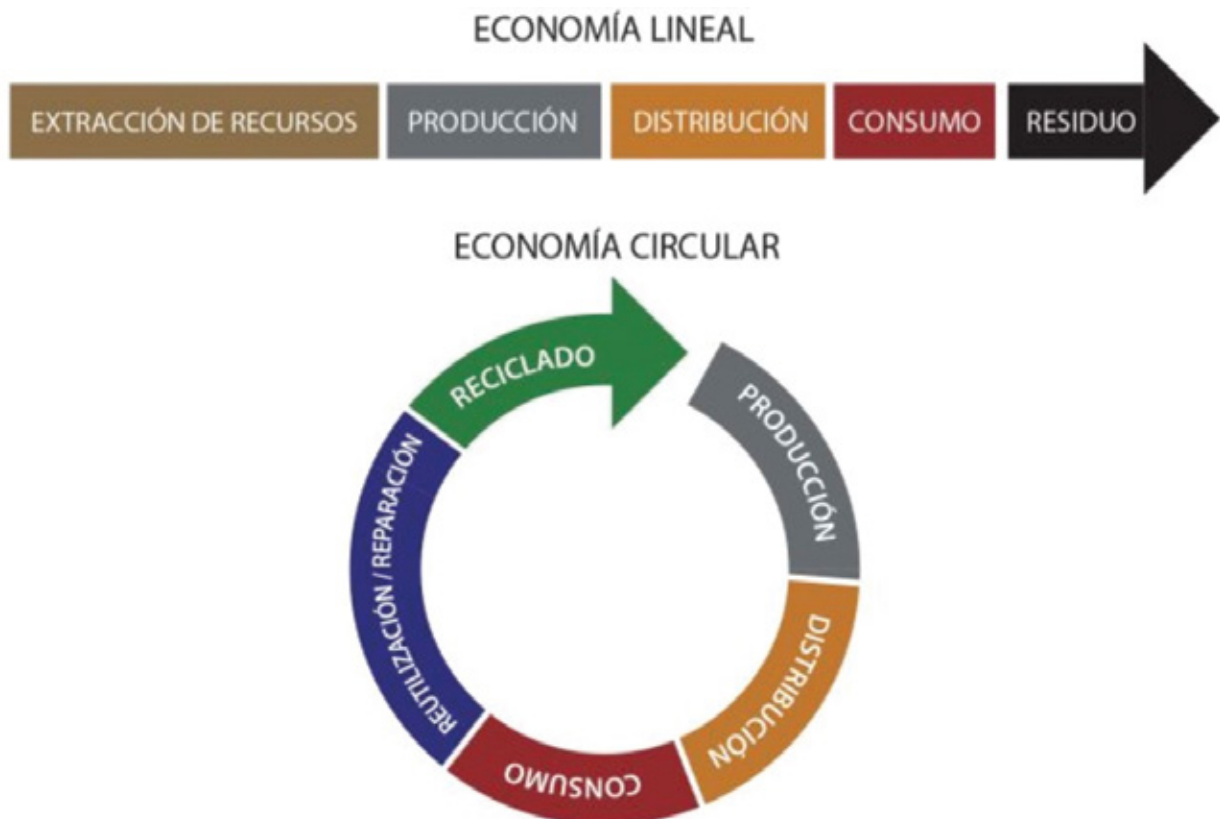 ECONOMÍA LINEAL
EXTRACCIÓN DE RECURSOS
PRODUCCIÓN
DISTRIBUCIÓN
CONSUMO
RESIDUO
ECONOMÍA CIRCULAR
RECICLADO
PRODUCCIÓN
DISTRIBUCIÓN
CONSUMO
REUTILIZACIÓN / REPARACIÓN